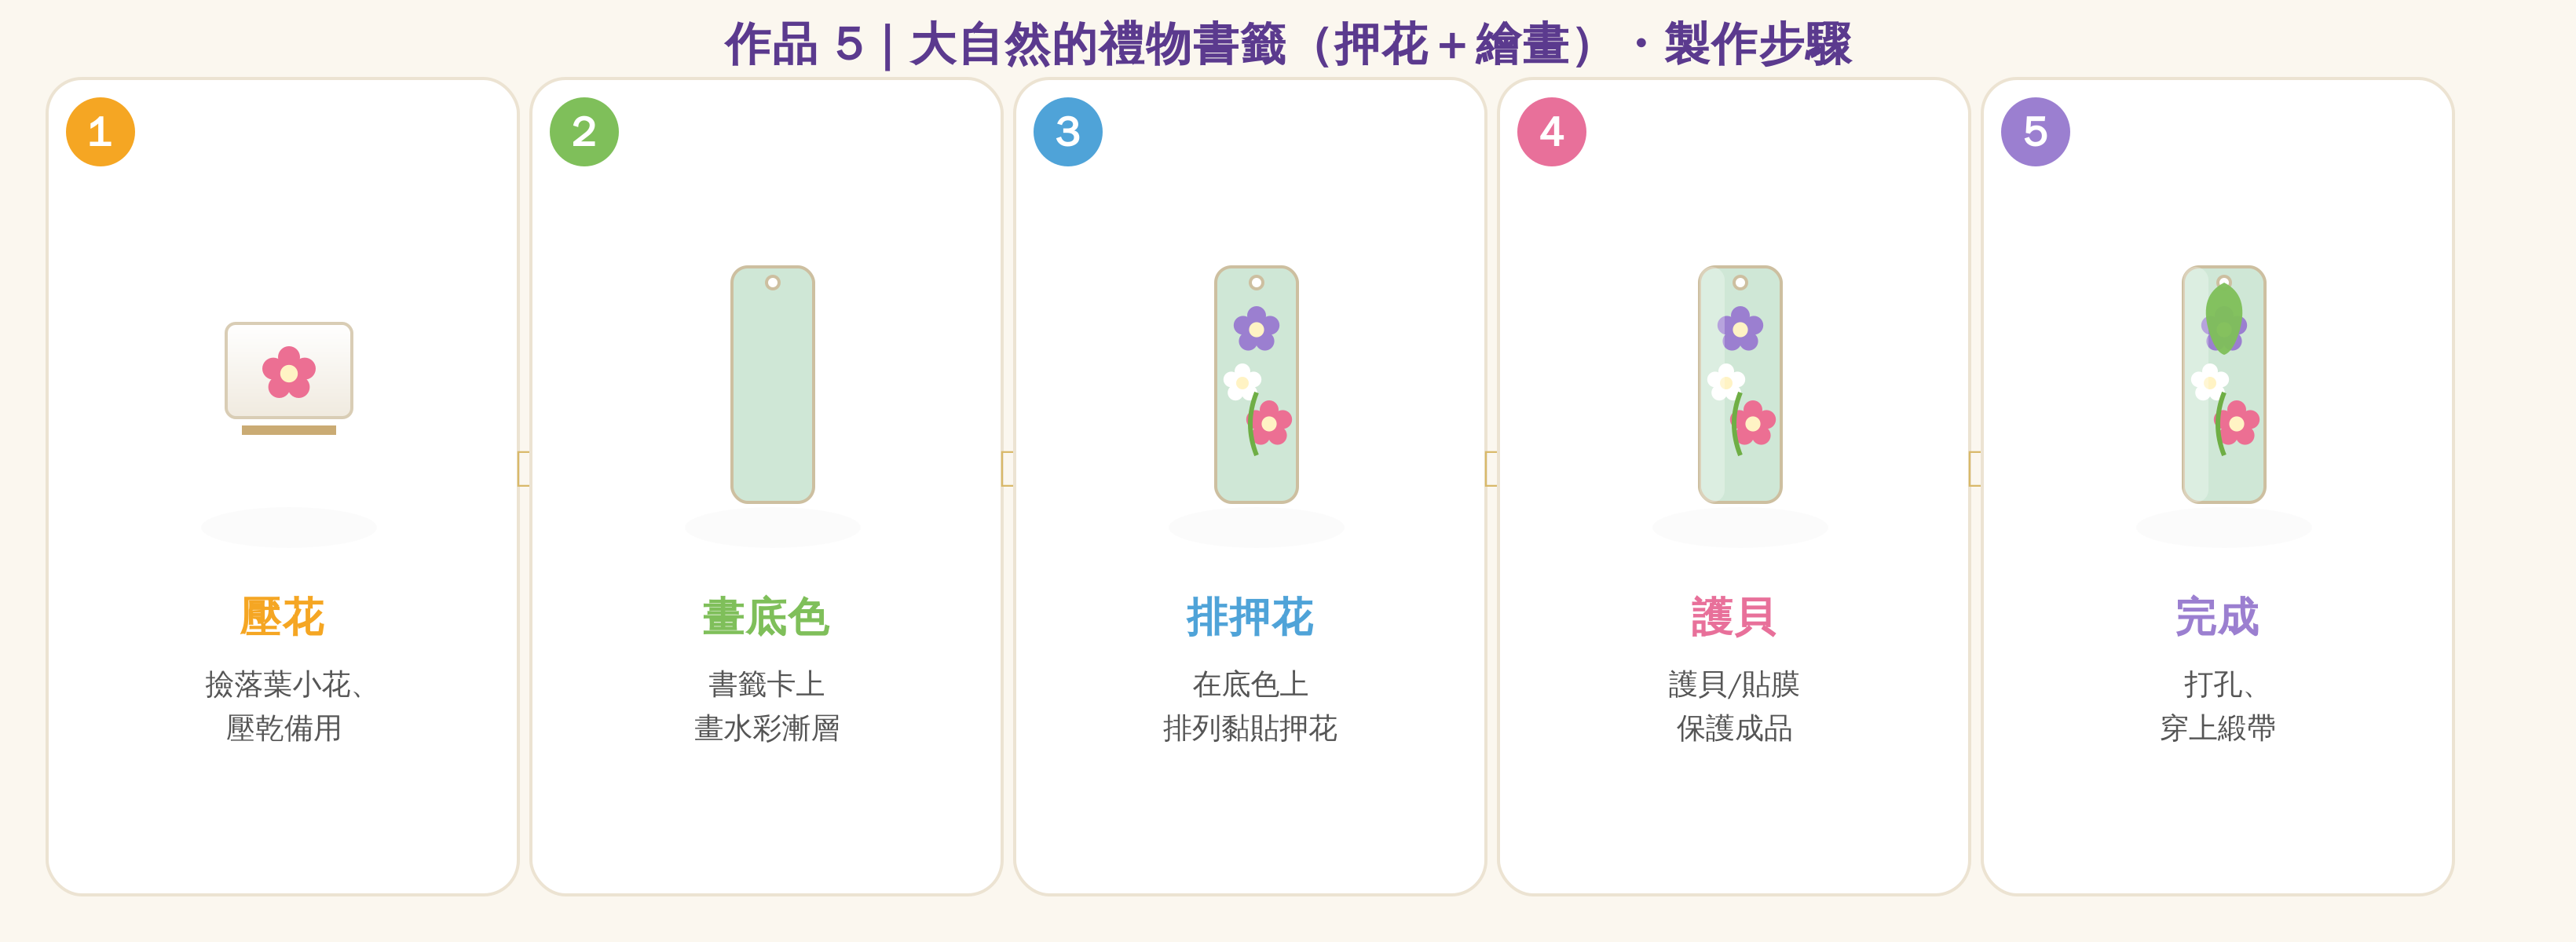 作品 5｜大自然的禮物書籤（押花＋繪畫）・製作步驟
1
壓花
撿落葉小花、
壓乾備用
2
畫底色
書籤卡上
畫水彩漸層
3
排押花
在底色上
排列黏貼押花
4
護貝
護貝/貼膜
保護成品
5
完成
打孔、
穿上緞帶